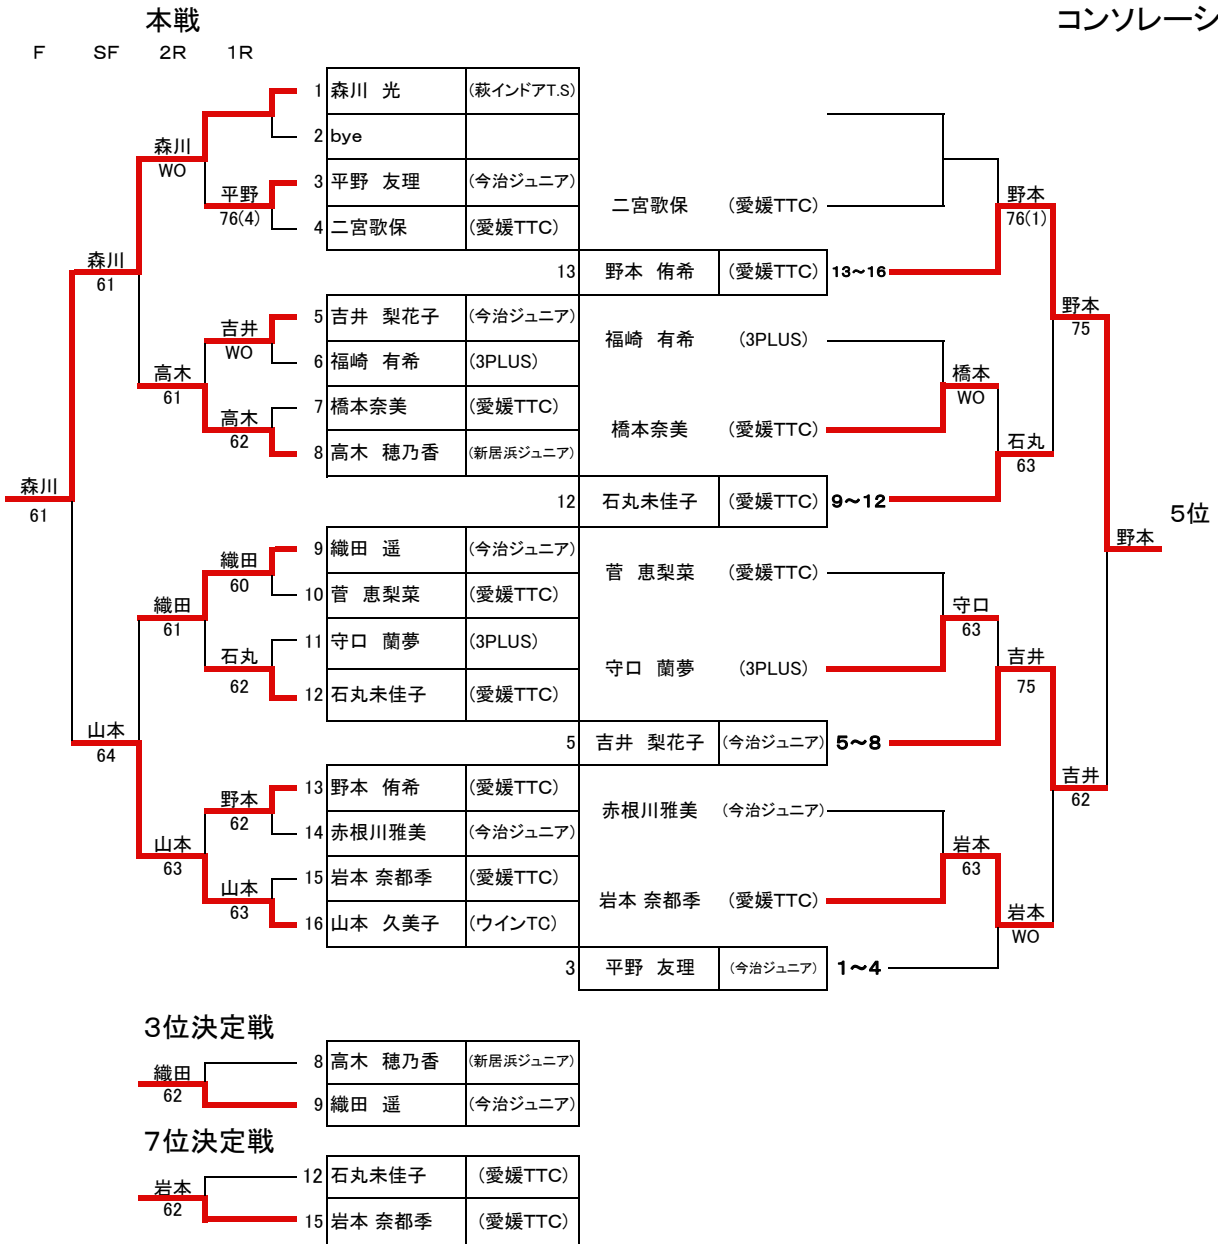 本戦
コンソレーシ
F SF 2R 1R
1 森川 光 (萩インドアT.S)
2 bye
森川
WO
3 平野 友理 (今治ジュニア)
平野
76(4)
4 二宮歌保 (愛媛TTC)
二宮歌保 (愛媛TTC)
野本
76(1)
森川
61
13 野本 侑希 (愛媛TTC) 13～16
5 吉井 梨花子 (今治ジュニア)
吉井
WO
福崎 有希 (3PLUS)
野本
75
6 福崎 有希 (3PLUS)
高木
61
橋本
WO
7 橋本奈美 (愛媛TTC)
高木
62
橋本奈美 (愛媛TTC)
石丸
63
8 高木 穂乃香 (新居浜ジュニア)
森川
61
12 石丸未佳子 (愛媛TTC) 9～12
5位
野本
9 織田 遥 (今治ジュニア)
織田
60
菅 恵梨菜 (愛媛TTC)
10 菅 恵梨菜 (愛媛TTC)
織田
61
守口
63
11 守口 蘭夢 (3PLUS)
石丸
62
守口 蘭夢 (3PLUS)
吉井
75
12 石丸未佳子 (愛媛TTC)
山本
64
5 吉井 梨花子 (今治ジュニア) 5～8
13 野本 侑希 (愛媛TTC)
野本
62
吉井
62
赤根川雅美 (今治ジュニア)
14 赤根川雅美 (今治ジュニア)
山本
63
岩本
63
15 岩本 奈都季 (愛媛TTC)
山本
63
岩本 奈都季 (愛媛TTC)
岩本
WO
16 山本 久美子 (ウインTC)
3 平野 友理 (今治ジュニア) 1～4
3位決定戦
8 高木 穂乃香 (新居浜ジュニア)
織田
62
9 織田 遥 (今治ジュニア)
7位決定戦
12 石丸未佳子 (愛媛TTC)
岩本
62
15 岩本 奈都季 (愛媛TTC)